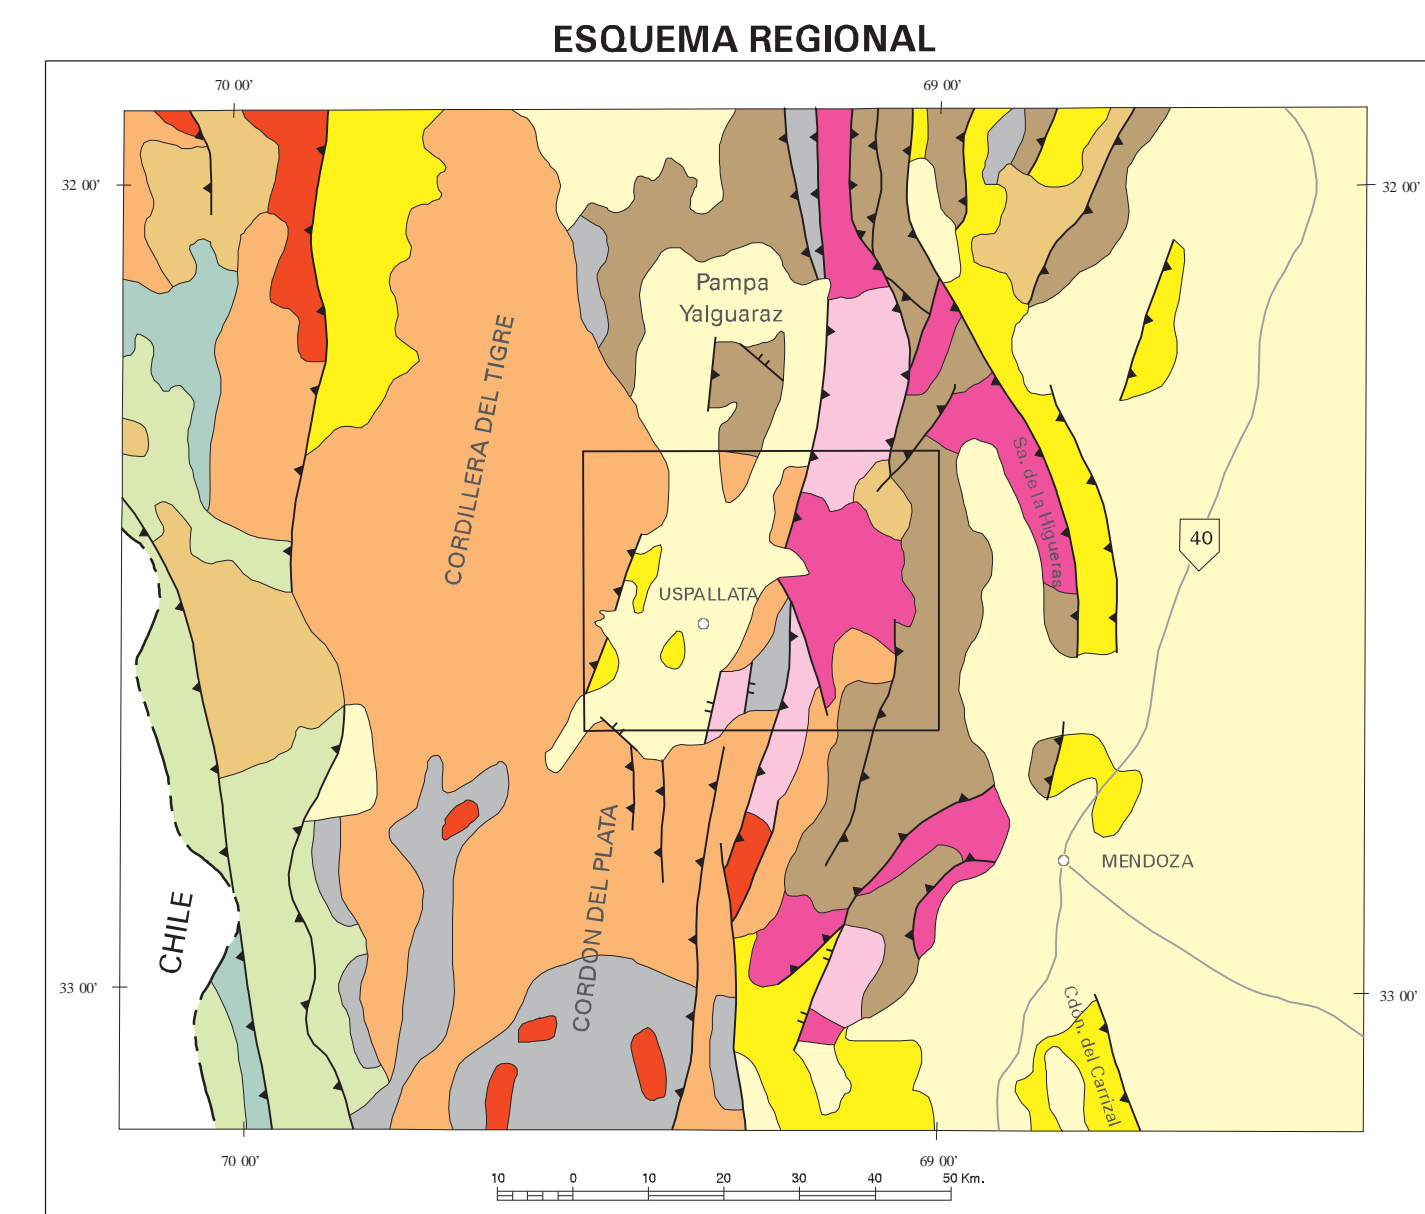 ESQUEMA REGIONAL
70 00'
69 00'
32 00'
32 00'
Pampa
Yalguaraz
CORDILLERA DEL TIGRE
Sa. de la Higueras
40
USPALLATA
MENDOZA
CORDON DEL PLATA
CHILE
33 00'
33 00'
Cdón. del Carrizal
70 00'
69 00'
10 0 10 20 30 40 50 Km.